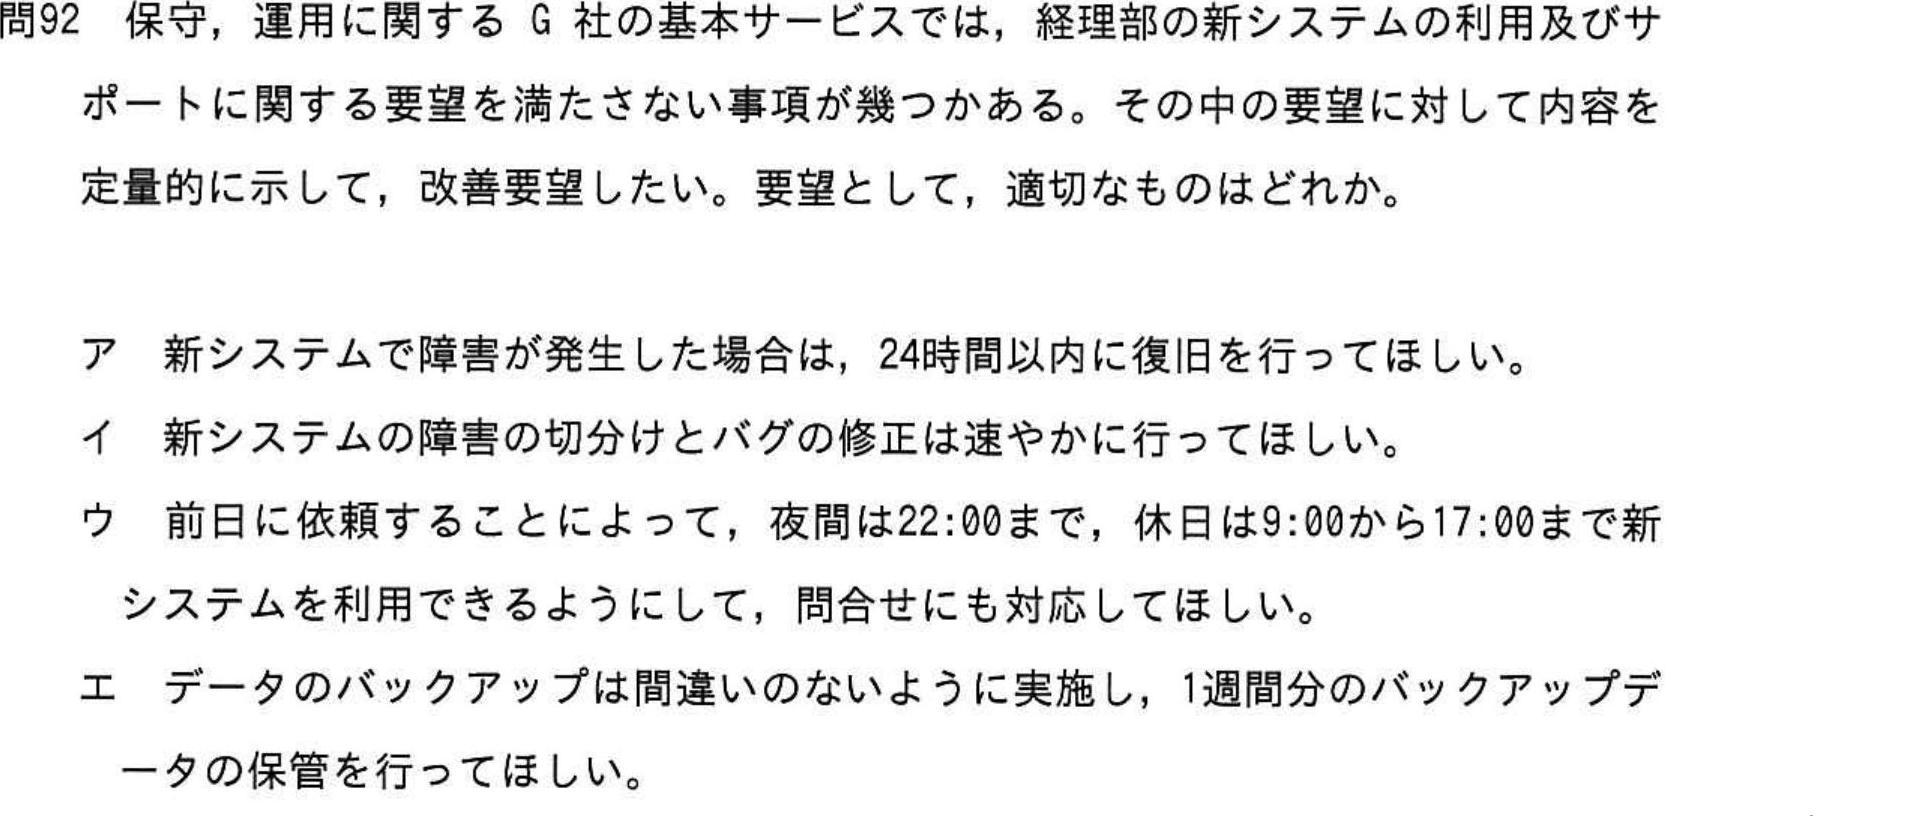 問92　保守，運用に関する G 社の基本サービスでは，経理部の新システムの利用及びサ
ポートに関する要望を満たさない事項が幾つかある。その中の要望に対して内容を
定量的に示して，改善要望したい。要望として，適切なものはどれか。
ア　新システムで障害が発生した場合は，24時間以内に復旧を行ってほしい。
イ　新システムの障害の切分けとバグの修正は速やかに行ってほしい。
ウ　前日に依頼することによって，夜間は22:00まで，休日は9:00から17:00まで新
システムを利用できるようにして，問合せにも対応してほしい。
エ　データのバックアップは間違いのないように実施し，1週間分のバックアップデ
ータの保管を行ってほしい。